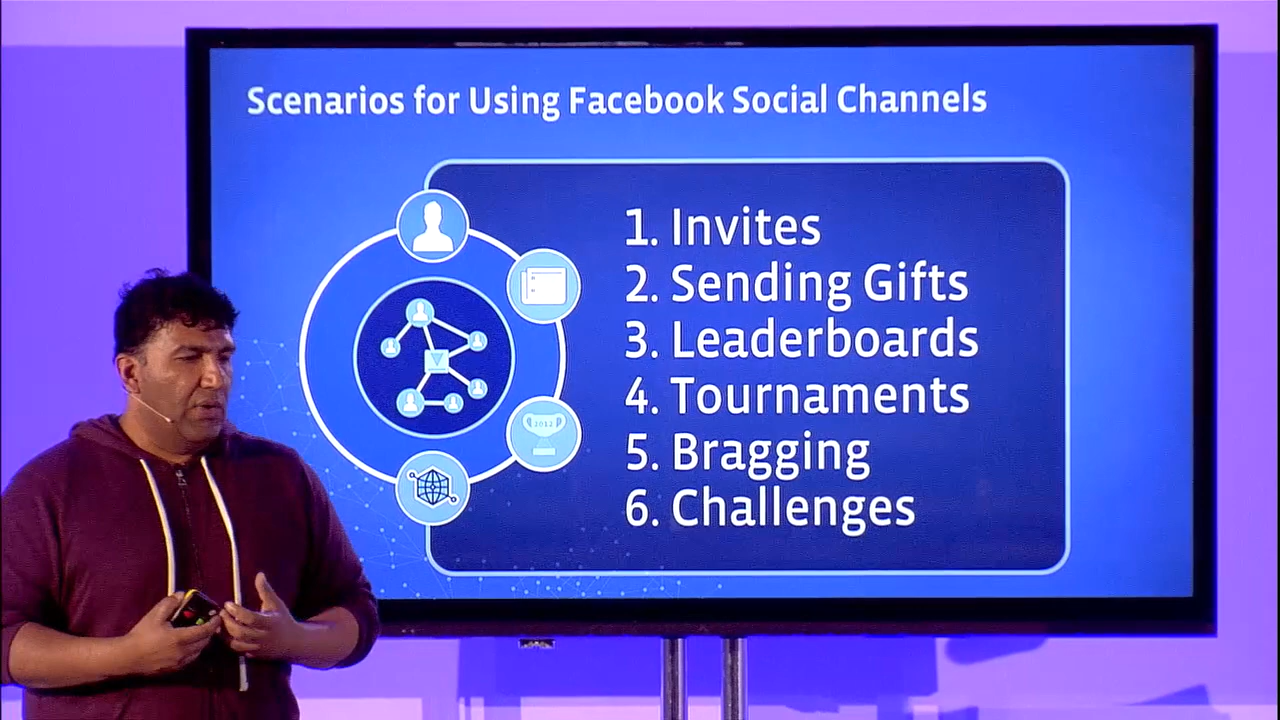 Scenarios for Using Facebook Social Channels
1. Invites
2. Sending Gifts
3. Leaderboards
4. Tournaments
5. Bragging
6. Challenges
2012